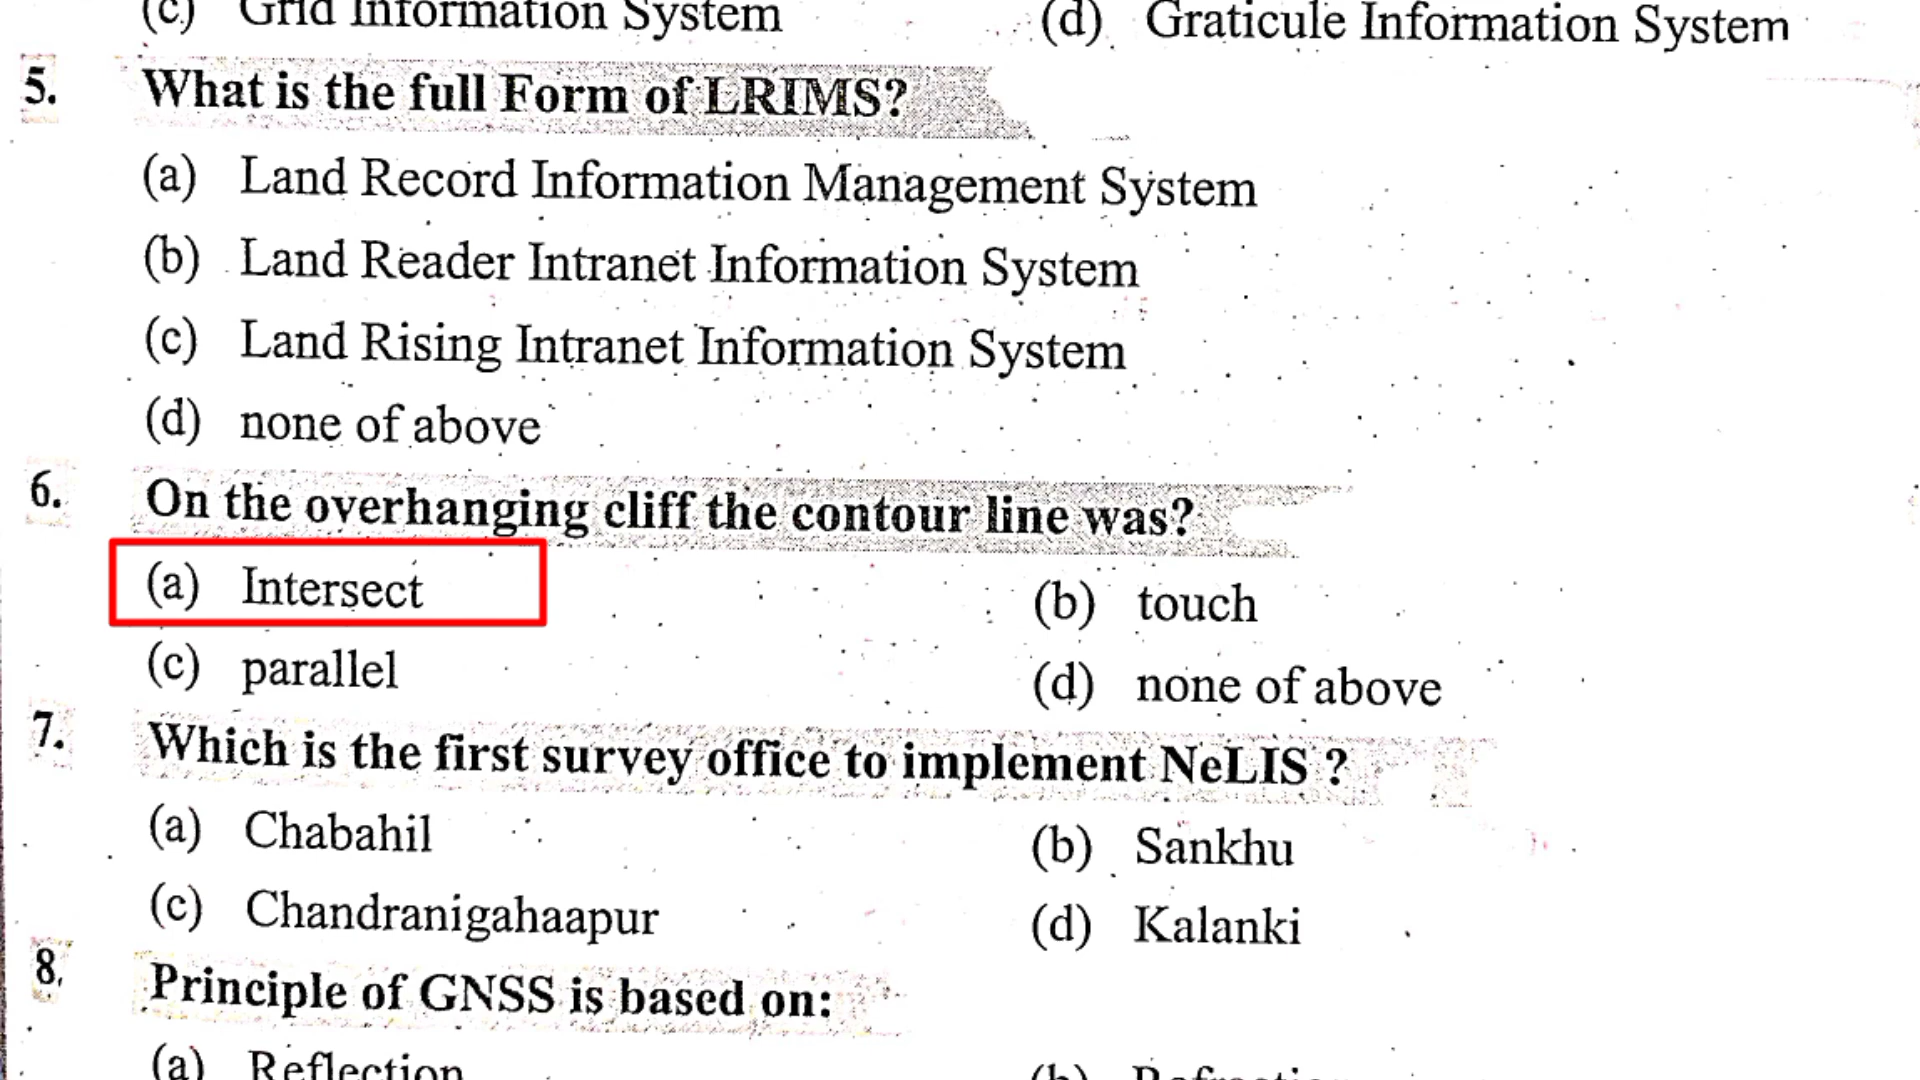 (c) Grid Information System (d) Graticule Information System
5. What is the full Form of LRIMS?
(a) Land Record Information Management System
(b) Land Reader Intranet Information System
(c) Land Rising Intranet Information System
(d) none of above
6. On the overhanging cliff the contour line was?
(a) Intersect (b) touch
(c) parallel (d) none of above
7. Which is the first survey office to implement NeLIS ?
(a) Chabahil (b) Sankhu
(c) Chandranigahaapur (d) Kalanki
8. Principle of GNSS is based on:
(a) Reflection (b)